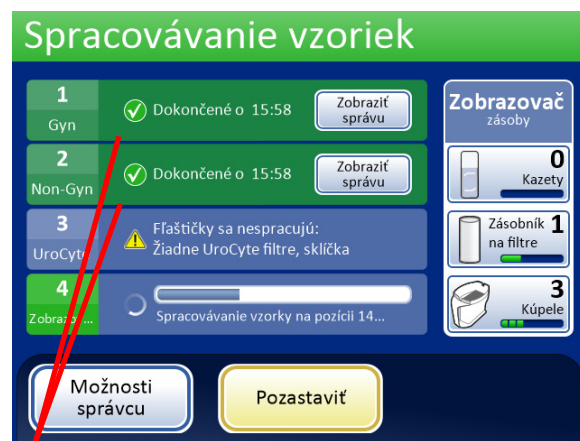 Spracovávanie vzoriek
1
Gyn
Dokončené o 15:58
Zobraziť
správu
2
Non-Gyn
Dokončené o 15:58
Zobraziť
správu
3
UroCyte
Fľaštičky sa nespracujú:
Žiadne UroCyte filtre, sklíčka
4
Zobrazov...
Spracovávanie vzorky na pozícii 14...
Zobrazovač
zásoby
0
Kazety
Zásobník 1
na filtre
3
Kúpele
Možnosti
správcu
Pozastaviť